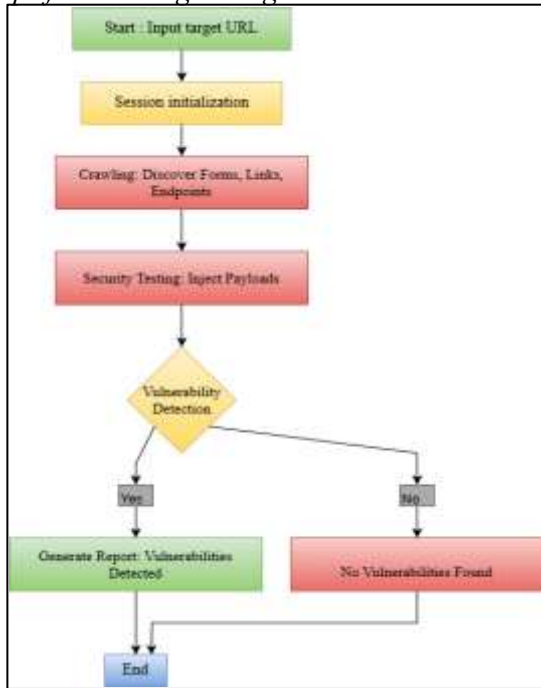 Start : Input target URL
Session initialization
Crawling: Discover Forms, Links,
Endpoints
Security Testing: Inject Payloads
Vulnerability
Detection
Yes
No
Generate Report: Vulnerabilities
Detected
No Vulnerabilities Found
End